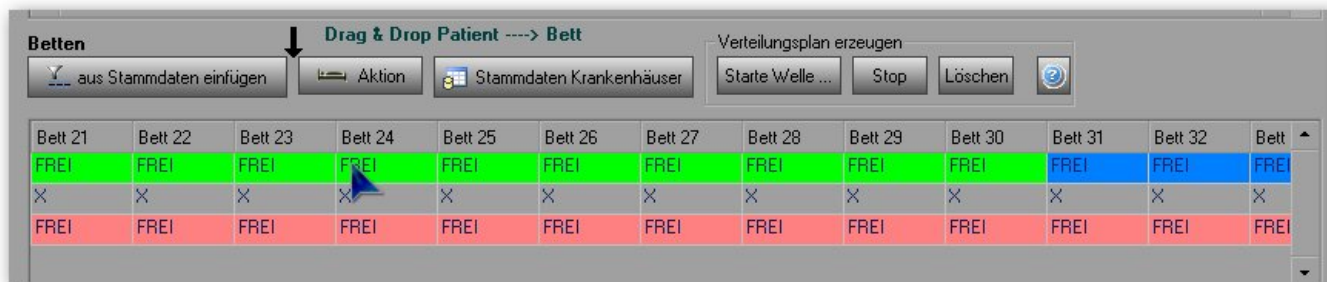 Betten
Drag & Drop Patient ----> Bett
Verteilungsplan erzeugen
aus Stammdaten einfügen Aktion Stammdaten Krankenhäuser Starte Welle ... Stop Löschen
Bett 21 Bett 22 Bett 23 Bett 24 Bett 25 Bett 26 Bett 27 Bett 28 Bett 29 Bett 30 Bett 31 Bett 32 Bett
FREI FREI FREI FREI FREI FREI FREI FREI FREI FREI FREI FREI FREI
X X X X X X X X X X X X X
FREI FREI FREI FREI FREI FREI FREI FREI FREI FREI FREI FREI FREI